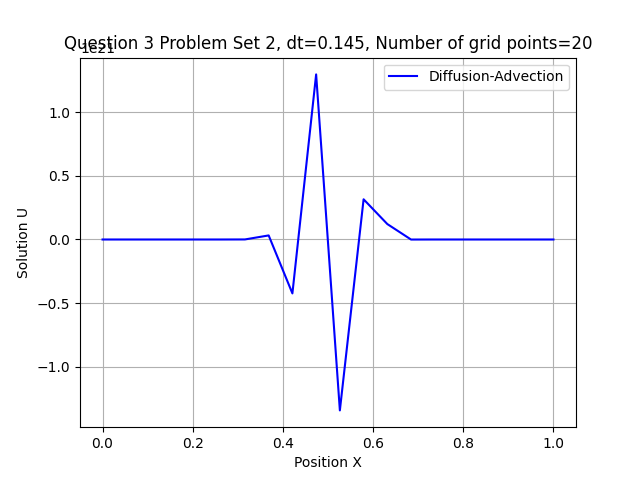 Question 3 Problem Set 2, dt=0.145, Number of grid points=20
1e21
Diffusion-Advection
1.0
0.5
0.0
−0.5
−1.0
Solution U
0.0 0.2 0.4 0.6 0.8 1.0
Position X